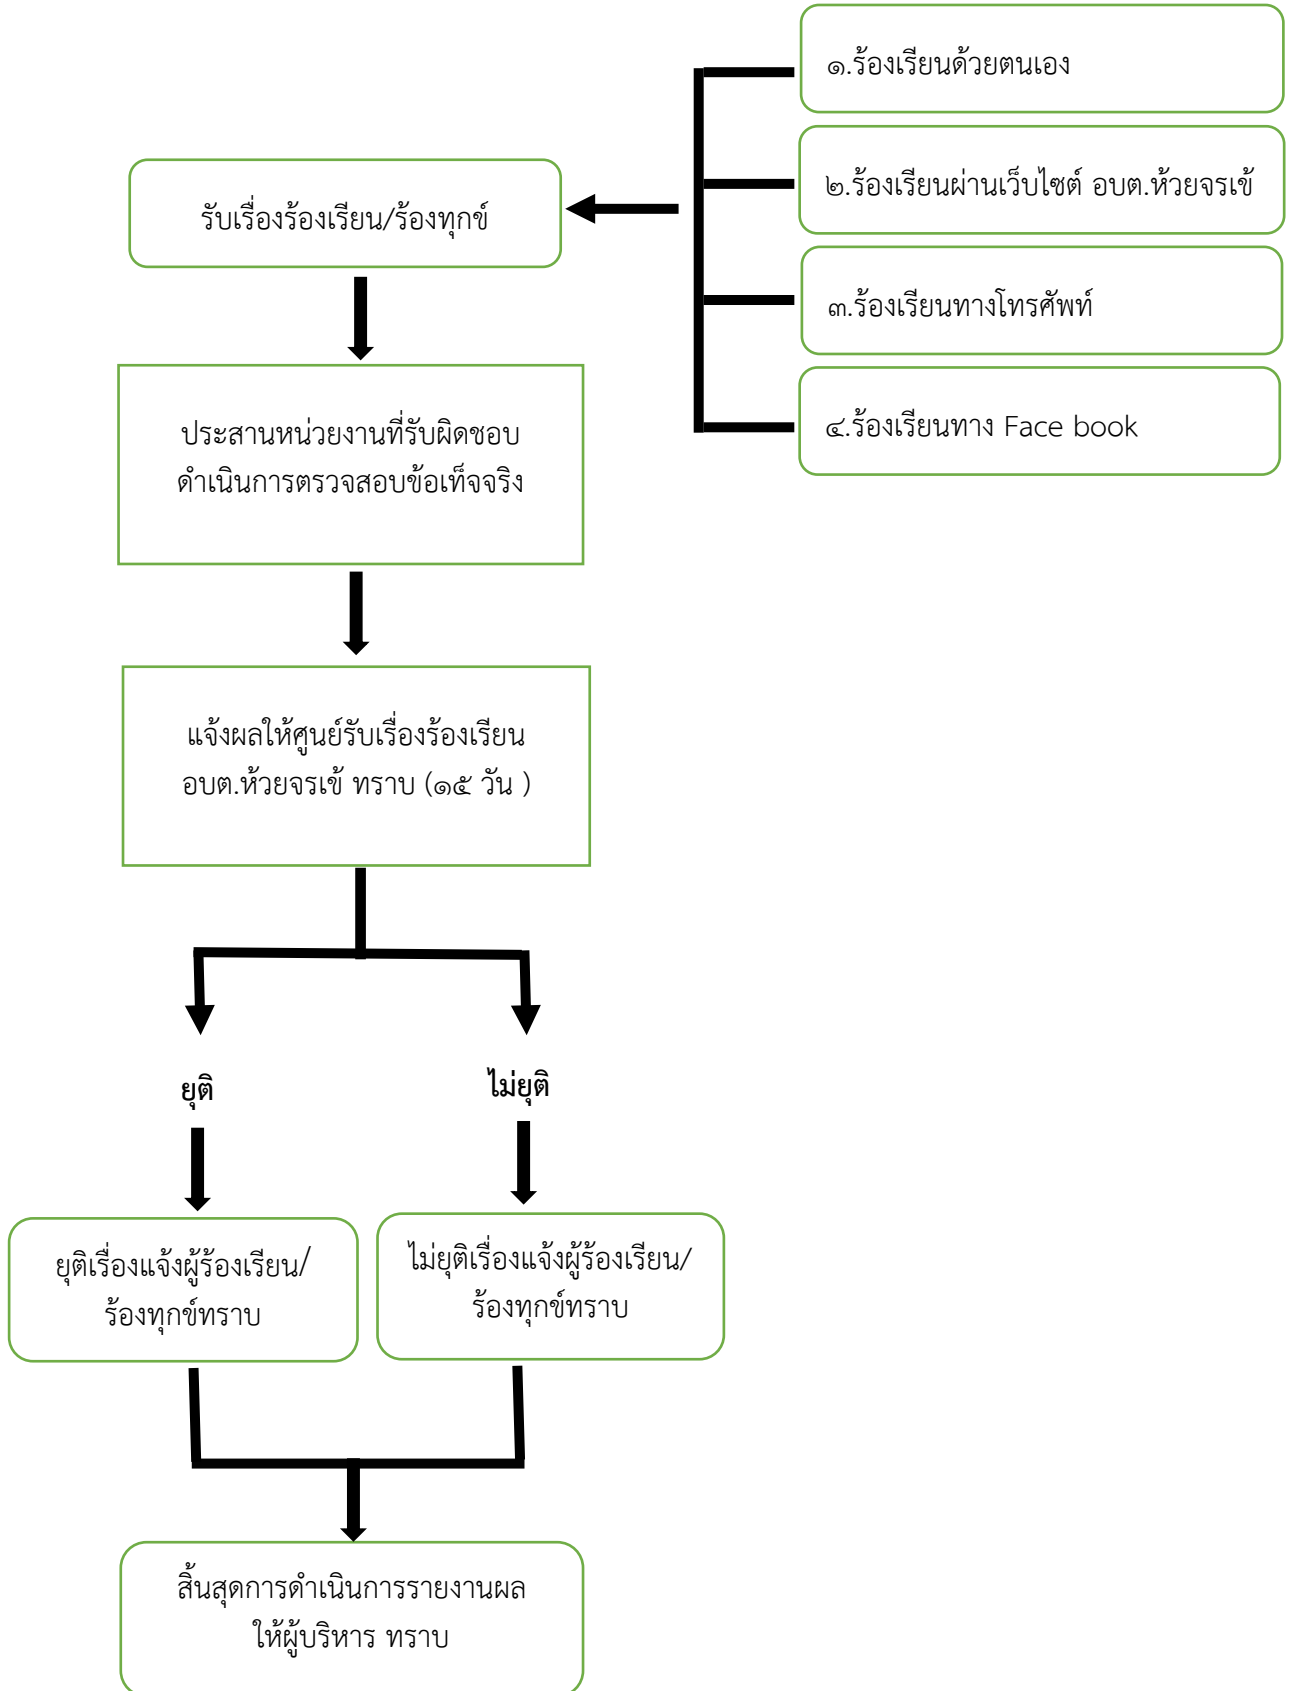 ๑.ร้องเรียนด้วยตนเอง
๒.ร้องเรียนผ่านเว็บไซต์ อบต.ห้วยจรเข้
รับเรื่องร้องเรียน/ร้องทุกข์
๓.ร้องเรียนทางโทรศัพท์
๔.ร้องเรียนทาง Face book
ประสานหน่วยงานที่รับผิดชอบ
ดำเนินการตรวจสอบข้อเท็จจริง
แจ้งผลให้ศูนย์รับเรื่องร้องเรียน
อบต.ห้วยจรเข้ ทราบ (๑๕ วัน )
ยุติ
ไม่ยุติ
ยุติเรื่องแจ้งผู้ร้องเรียน/
ร้องทุกข์ทราบ
ไม่ยุติเรื่องแจ้งผู้ร้องเรียน/
ร้องทุกข์ทราบ
สิ้นสุดการดำเนินการรายงานผล
ให้ผู้บริหาร ทราบ